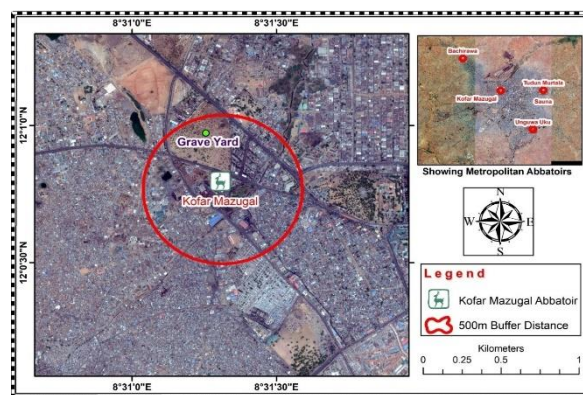 8°31'0"E
8°31'30"E
12°1'0"N
12°0'30"N
Grave Yard
Kofar Mazugal
8°31'0"E
8°31'30"E
Bachirawa
Kofar Mazugal
Tudun Murtala
Sauna
Unguwa Uku
Showing Metropolitan Abbatoirs
N
W
E
S
Legend
Kofar Mazugal Abbatoir
500m Buffer Distance
Kilometers
0 0.25 0.5 1